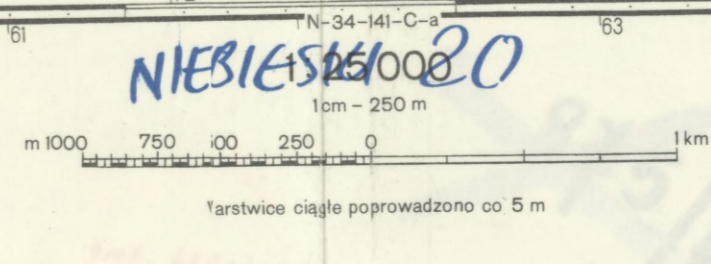 61 N-34-141-C-a 63
NIEBIESKI 20
1:25 000
1cm – 250 m
m 1000 750 500 250 0 1 km
Warstwice ciągłe poprowadzono co 5 m